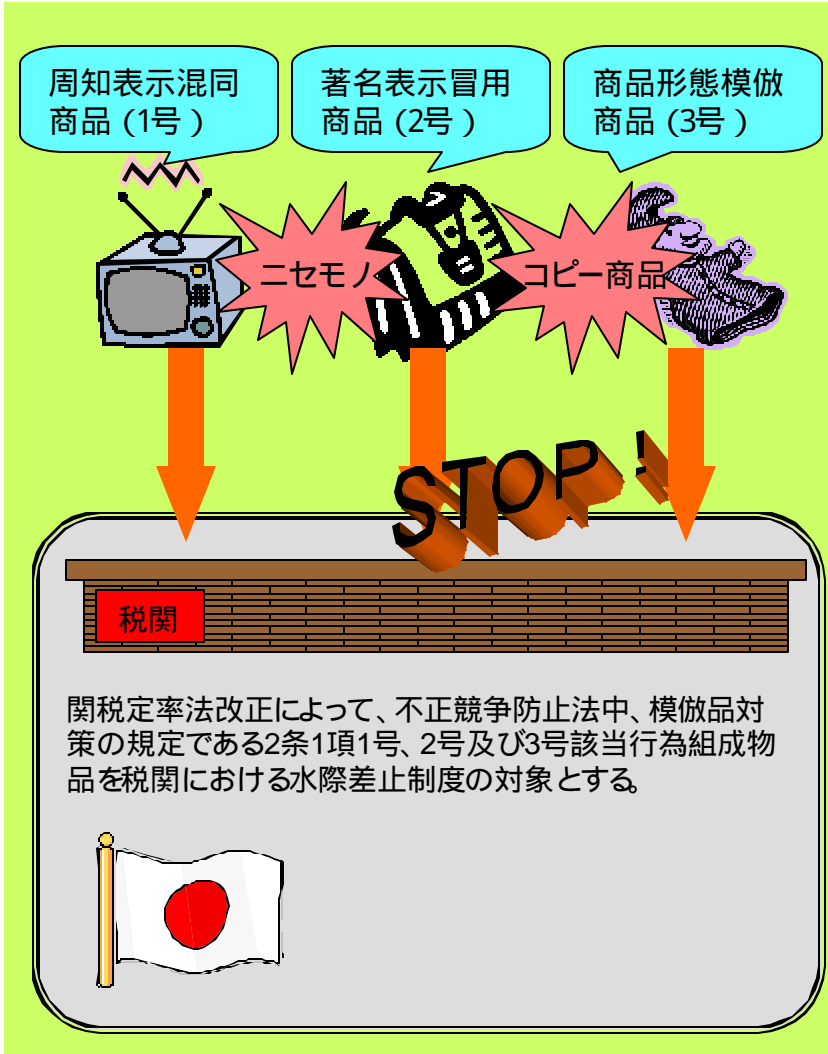 周知表示混同
商品（1号）
著名表示冒用
商品（2号）
商品形態模倣
商品（3号）
ニセモノ
コピー商品
STOP！
税関
関税定率法改正によって、不正競争防止法中、模倣品対
策の規定である2条1項1号、2号及び3号該当行為組成物
品を税関における水際差止制度の対象とする。